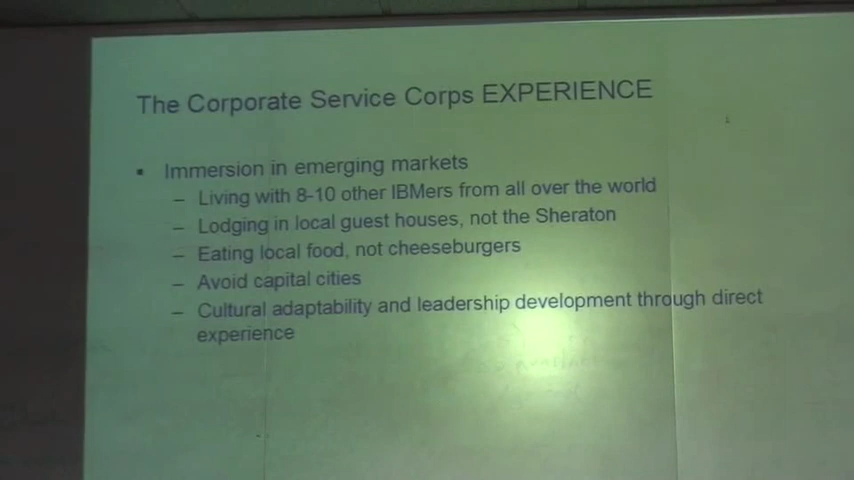 The Corporate Service Corps EXPERIENCE
▪ Immersion in emerging markets
– Living with 8-10 other IBMers from all over the world
– Lodging in local guest houses, not the Sheraton
– Eating local food, not cheeseburgers
– Avoid capital cities
– Cultural adaptability and leadership development through direct
experience